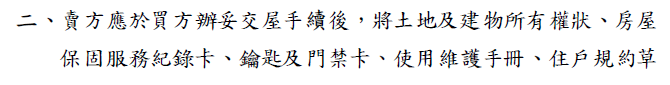 二、賣方應於買方辦妥交屋手續後，將土地及建物所有權狀、房屋
保固服務紀錄卡、鑰匙及門禁卡、使用維護手冊、住戶規約草